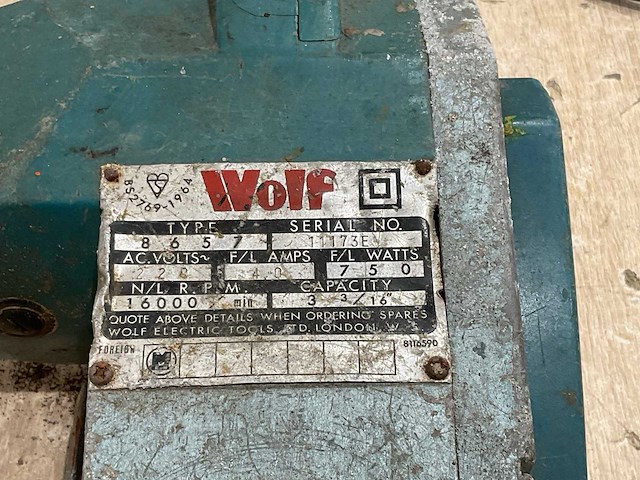 BS2769-1964
Wolf
TYPE SERIAL NO.
8657 11173E
A.C. VOLTS~ F/L AMPS F/L WATTS
220 4.0 750
N/L R.P.M. CAPACITY
16000/min 3 3/16"
QUOTE ABOVE DETAILS WHEN ORDERING SPARES
WOLF ELECTRIC TOOLS LTD. LONDON, W.5.
FOREIGN 8116590